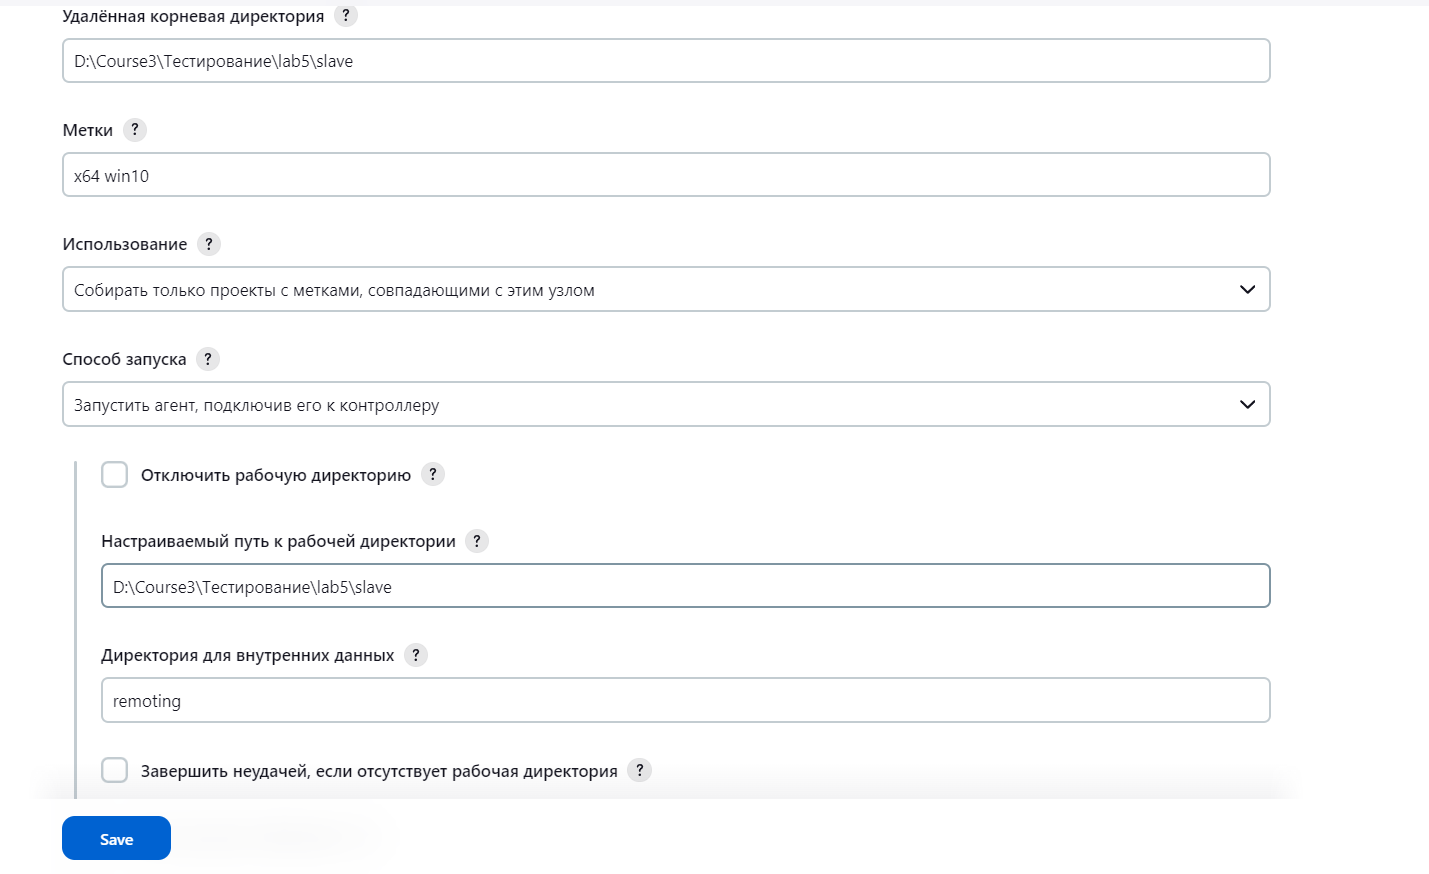 Удалённая корневая директория ?
D:\Course3\Тестирование\lab5\slave
Метки ?
x64 win10
Использование ?
Собирать только проекты с метками, совпадающими с этим узлом
Способ запуска ?
Запустить агент, подключив его к контроллеру
Отключить рабочую директорию ?
Настраиваемый путь к рабочей директории ?
D:\Course3\Тестирование\lab5\slave
Директория для внутренних данных ?
remoting
Завершить неудачей, если отсутствует рабочая директория ?
Save